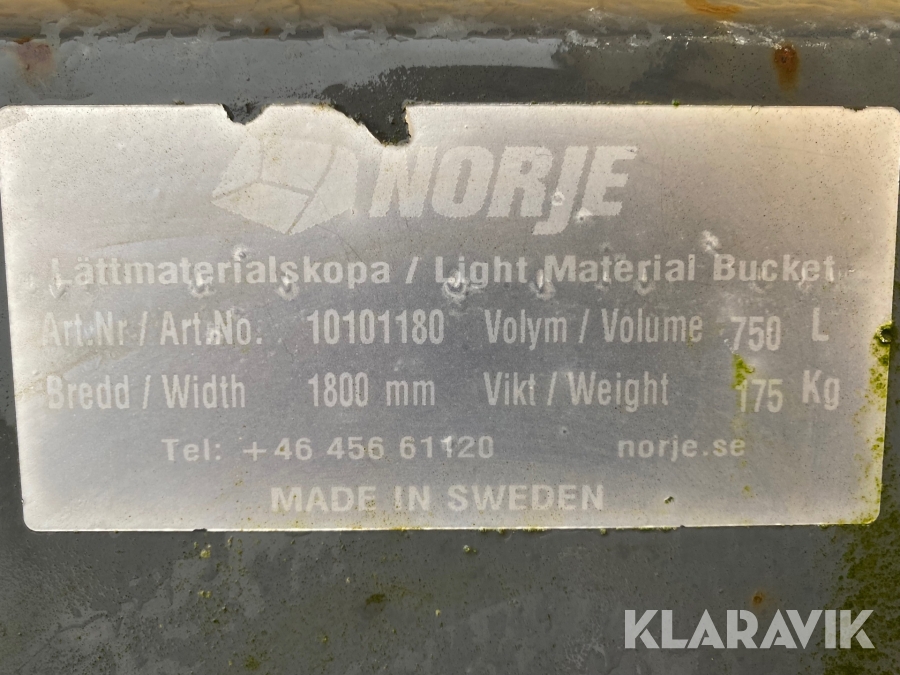 NORJE
Lättmaterialskopa / Light Material Bucket
Art.Nr / Art.No. 10101180 Volym / Volume 750 L
Bredd / Width 1800 mm Vikt / Weight 175 Kg
Tel: +46 456 61120 norje.se
MADE IN SWEDEN
KLARAVIK